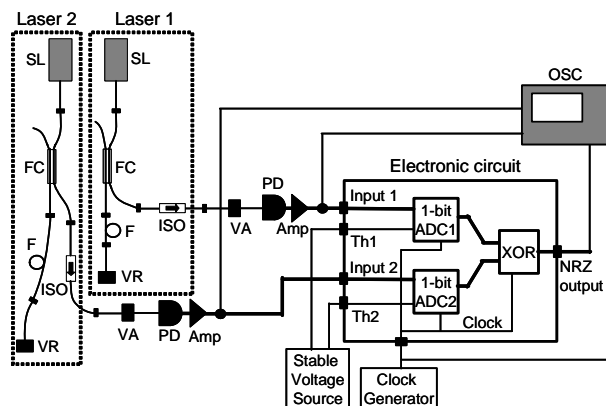 Laser 2
Laser 1
SL
SL
OSC
FC
FC
Electronic circuit
PD
Input 1
1-bit
ADC1
F
F
ISO
VA
Amp
Th1
XOR
NRZ
output
ISO
VR
Input 2
1-bit
ADC2
Th2
Clock
VR
VA
PD
Amp
Stable
Voltage
Source
Clock
Generator